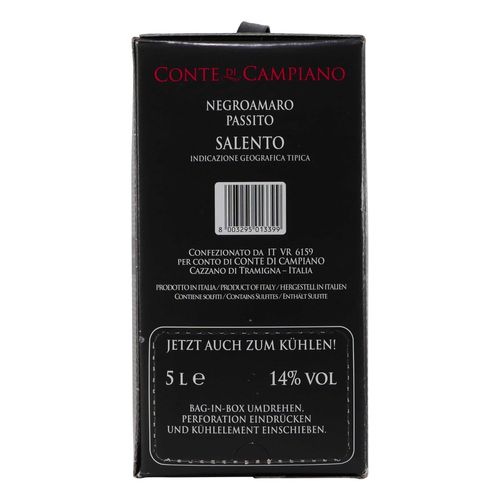 CONTE DI CAMPIANO
NEGROAMARO
PASSITO
SALENTO
INDICAZIONE GEOGRAFICA TIPICA
8 003295 013399
CONFEZIONATO DA IT VR 6159
PER CONTO DI CONTE DI CAMPIANO
CAZZANO DI TRAMIGNA – ITALIA
PRODOTTO IN ITALIA / PRODUCT OF ITALY / HERGESTELLT IN ITALIEN
CONTIENE SOLFITI / CONTAINS SULFITES / ENTHÄLT SULFITE
JETZT AUCH ZUM KÜHLEN!
5 L ℮ 14% VOL
BAG-IN-BOX UMDREHEN,
PERFORATION EINDRÜCKEN
UND KÜHLELEMENT EINSCHIEBEN.